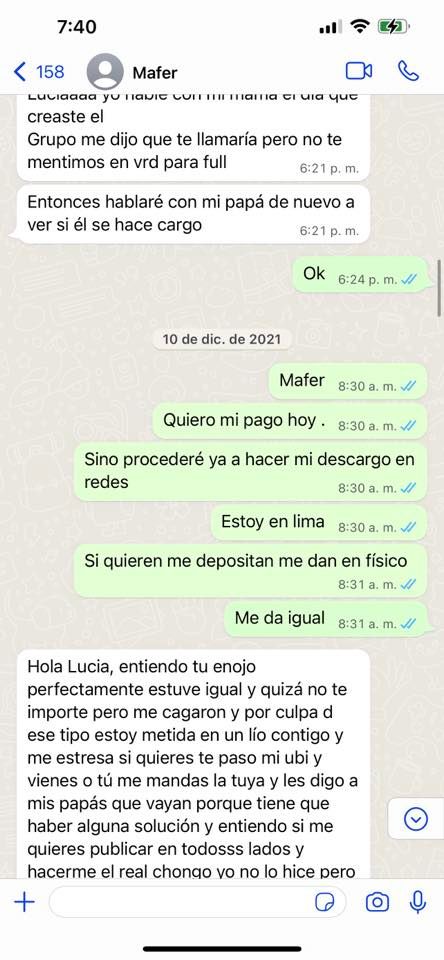 7:40
158
Mafer
Luciaaaa yo hablé con mi mamá el día que
creaste el
Grupo me dijo que te llamaría pero no te
mentimos en vrd para full
6:21 p. m.
Entonces hablaré con mi papá de nuevo a
ver si él se hace cargo
6:21 p. m.
Ok 6:24 p. m.
10 de dic. de 2021
Mafer 8:30 a. m.
Quiero mi pago hoy . 8:30 a. m.
Sino procederé ya a hacer mi descargo en
redes
8:30 a. m.
Estoy en lima 8:30 a. m.
Si quieren me depositan me dan en físico
8:31 a. m.
Me da igual 8:31 a. m.
Hola Lucia, entiendo tu enojo
perfectamente estuve igual y quizá no te
importe pero me cagaron y por culpa d
ese tipo estoy metida en un lío contigo y
me estresa si quieres te paso mi ubi y
vienes o tú me mandas la tuya y les digo a
mis papás que vayan porque tiene que
haber alguna solución y entiendo si me
quieres publicar en todosss lados y
hacerme el real chongo yo no lo hice pero